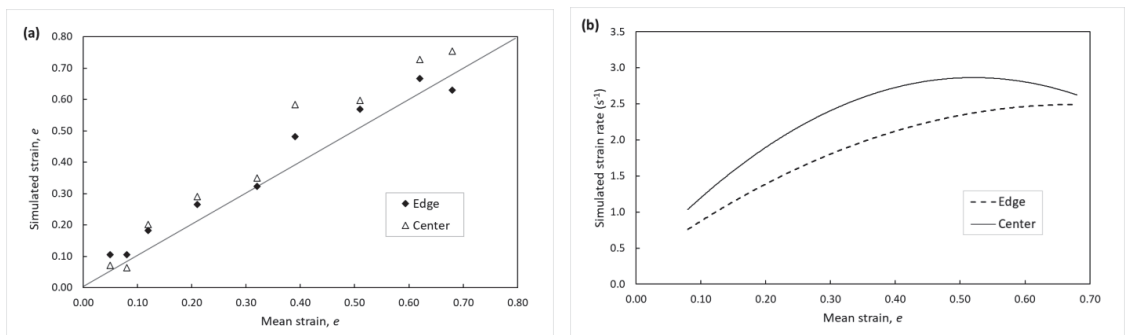 (a)
0.80
0.70
0.60
0.50
0.40
0.30
0.20
0.10
0.00
Simulated strain, e
Edge
Center
0.00 0.10 0.20 0.30 0.40 0.50 0.60 0.70 0.80
Mean strain, e
(b)
3.5
3.0
2.5
2.0
1.5
1.0
0.5
0.0
Simulated strain rate (s⁻¹)
Edge
Center
0.00 0.10 0.20 0.30 0.40 0.50 0.60 0.70
Mean strain, e